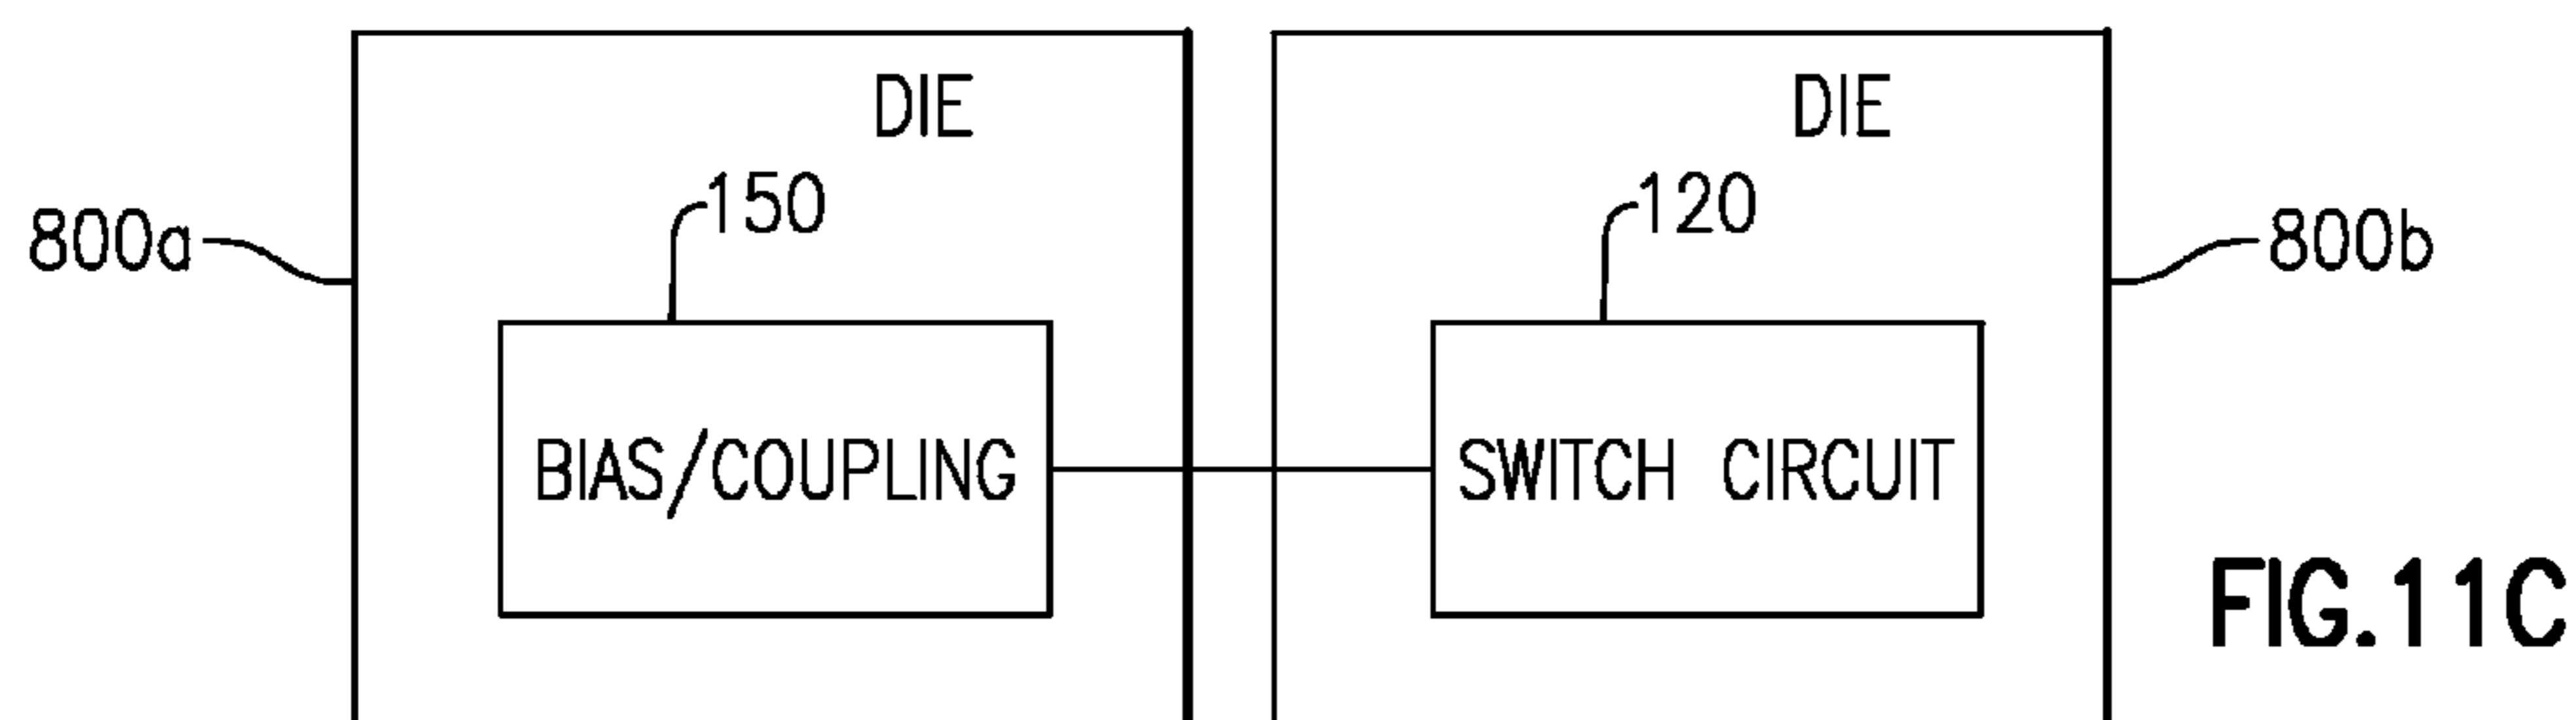 DIE DIE
150 120
800a 800b
BIAS/COUPLING SWITCH CIRCUIT
FIG.11C